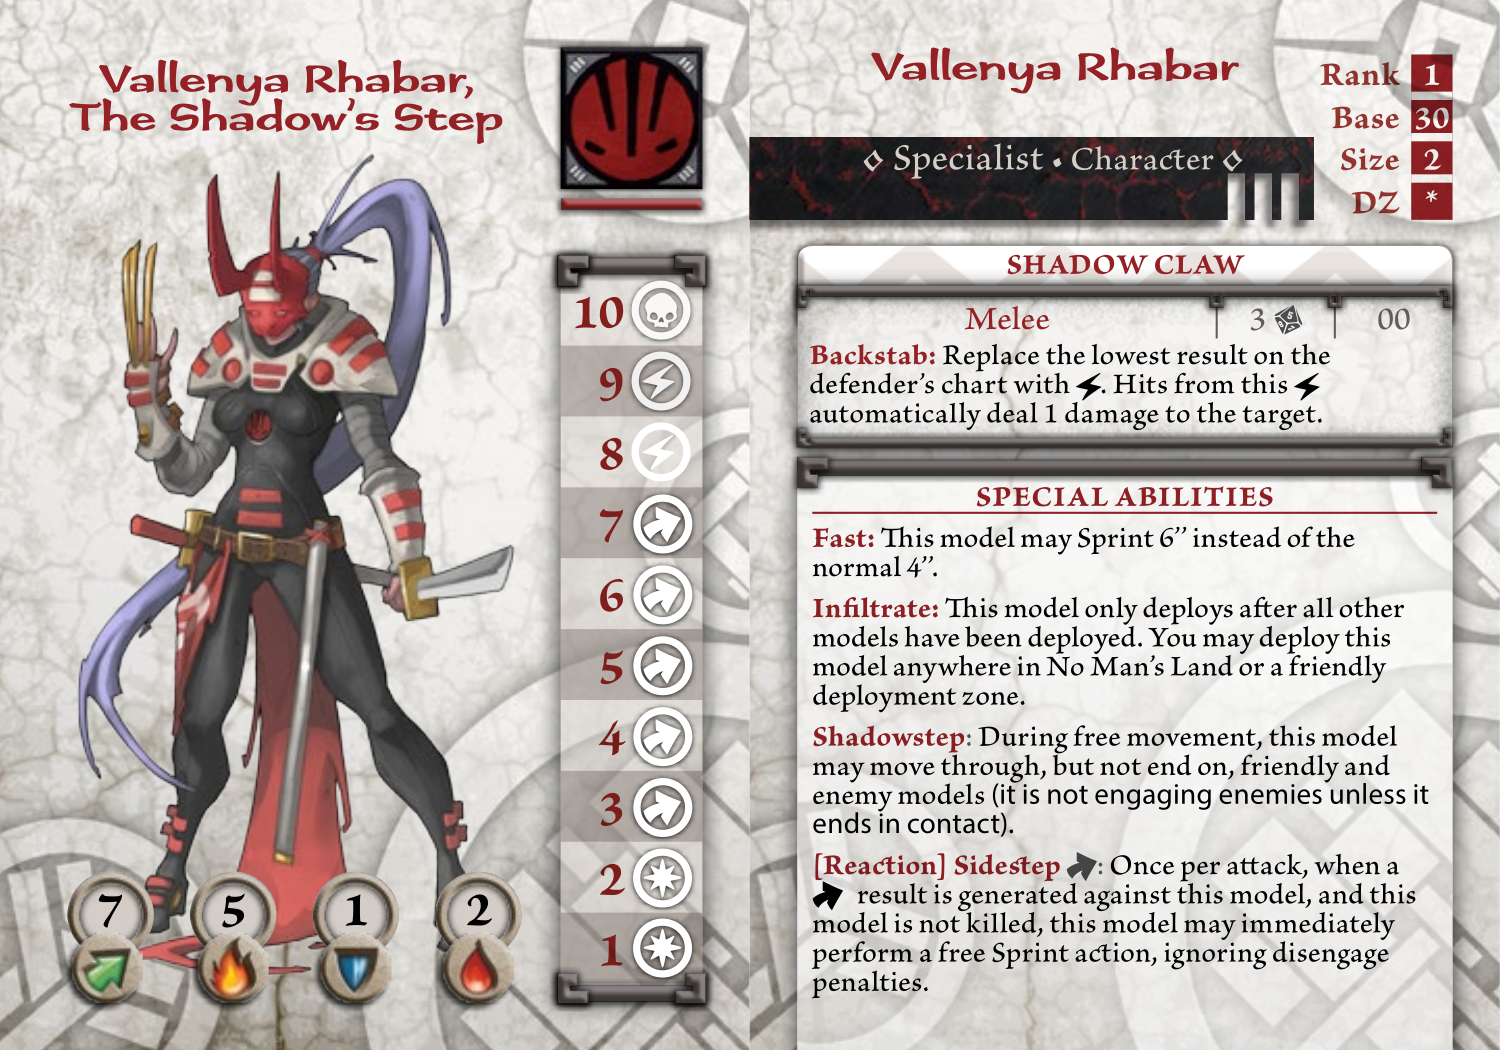 Vallenya Rhabar,
The Shadow's Step
10
9
8
7
6
5
4
3
2
1
7
5
1
2
Vallenya Rhabar
Rank 1
Base 30
Size 2
DZ *
◊ Specialist • Character ◊
SHADOW CLAW
Melee | 3 | 00
Backstab: Replace the lowest result on the
defender's chart with . Hits from this
automatically deal 1 damage to the target.
SPECIAL ABILITIES
Fast: This model may Sprint 6’’ instead of the
normal 4’’.
Infiltrate: This model only deploys after all other
models have been deployed. You may deploy this
model anywhere in No Man's Land or a friendly
deployment zone.
Shadowstep: During free movement, this model
may move through, but not end on, friendly and
enemy models (it is not engaging enemies unless it
ends in contact).
[Reaction] Sidestep : Once per attack, when a
result is generated against this model, and this
model is not killed, this model may immediately
perform a free Sprint action, ignoring disengage
penalties.